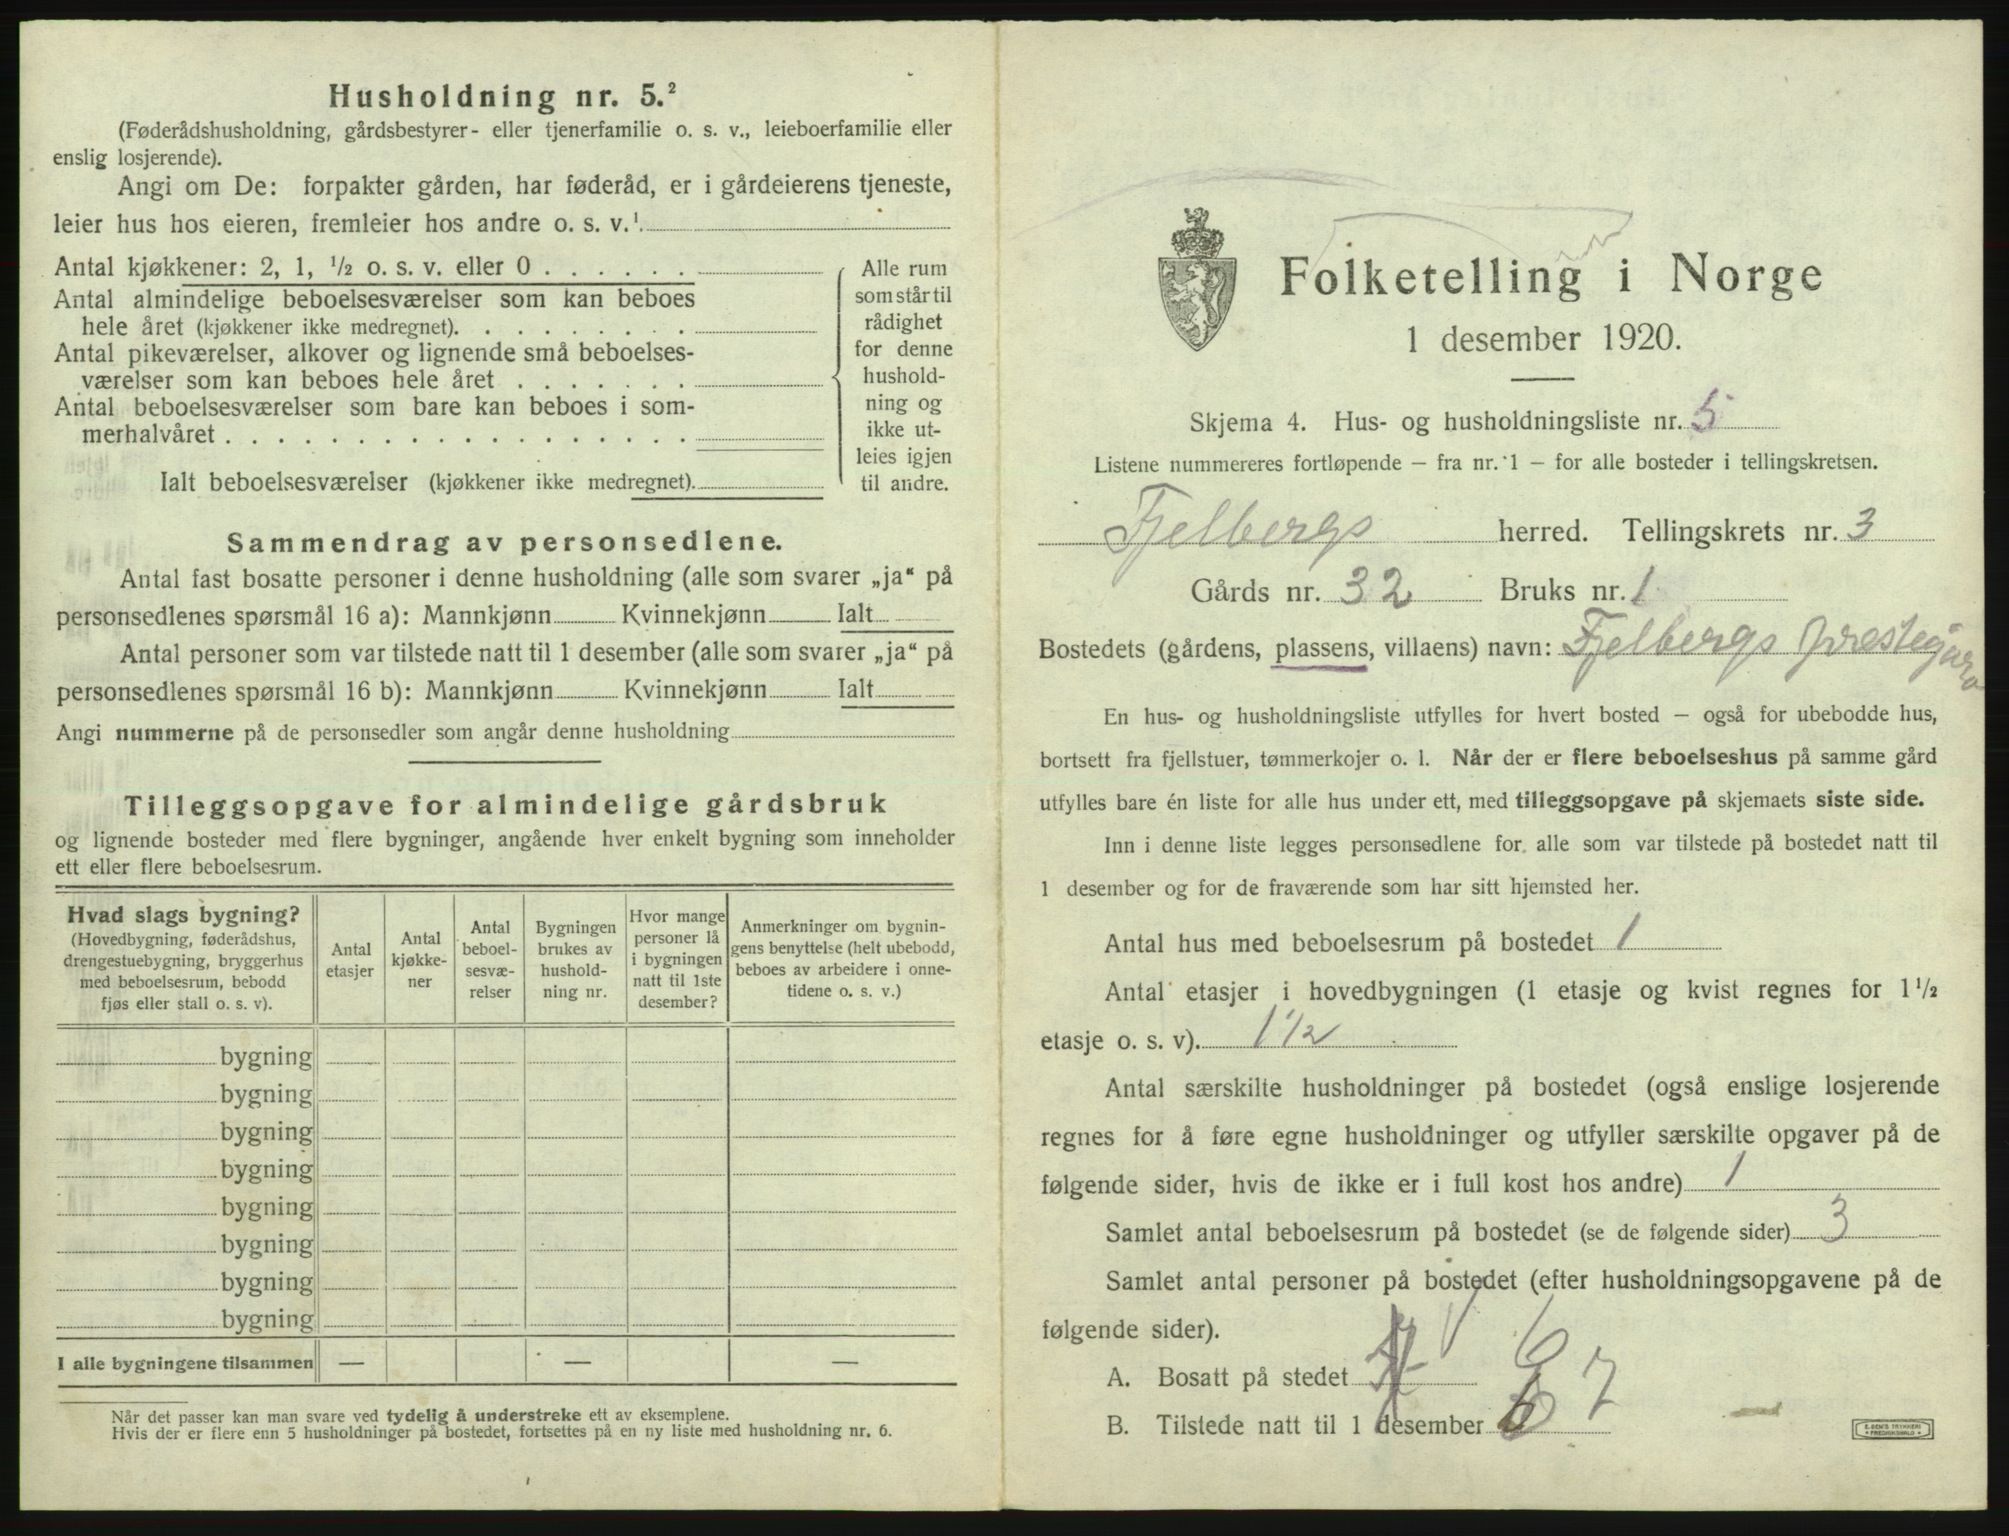 Husholdning nr. 5.²
(Føderådshusholdning, gårdsbestyrer- eller tjenerfamilie o. s. v., leieboerfamilie eller
enslig losjerende).
Angi om De: forpakter gården, har føderåd, er i gårdeierens tjeneste,
leier hus hos eieren, fremleier hos andre o. s. v.¹
Antal kjøkkener: 2, 1, ½ o. s. v. eller 0
Antal almindelige beboelsesværelser som kan beboes
hele året (kjøkkener ikke medregnet).
Antal pikeværelser, alkover og lignende små beboelses-
værelser som kan beboes hele året
Antal beboelsesværelser som bare kan beboes i som-
merhalvåret
Ialt beboelsesværelser (kjøkkener ikke medregnet).
Alle rum
som står til
rådighet
for denne
hushold-
ning og
ikke ut-
leies igjen
til andre.
Sammendrag av personsedlene.
Antal fast bosatte personer i denne husholdning (alle som svarer „ja“ på
personsedlenes spørsmål 16 a): Mannkjønn Kvinnekjønn Ialt
Antal personer som var tilstede natt til 1 desember (alle som svarer „ja“ på
personsedlenes spørsmål 16 b): Mannkjønn Kvinnekjønn Ialt
Angi nummerne på de personsedler som angår denne husholdning
Tilleggsopgave for almindelige gårdsbruk
og lignende bosteder med flere bygninger, angående hver enkelt bygning som inneholder
ett eller flere beboelsesrum.
Hvad slags bygning?
(Hovedbygning, føderådshus,
drengestuebygning, bryggerhus
med beboelsesrum, bebodd
fjøs eller stall o. s. v).
Antal
etasjer
Antal
kjøkke-
ner
Antal
beboel-
sesvæ-
relser
Bygningen
brukes av
hushold-
ning nr.
Hvor mange
personer lå
i bygningen
natt til 1ste
desember?
Anmerkninger om bygnin-
gens benyttelse (helt ubebodd,
beboes av arbeidere i onne-
tidene o. s. v.)
bygning
bygning
bygning
bygning
bygning
bygning
bygning
bygning
I alle bygningene tilsammen — — —
Når det passer kan man svare ved tydelig å understreke ett av eksemplene.
Hvis der er flere enn 5 husholdninger på bostedet, fortsettes på en ny liste med husholdning nr. 6.
Folketelling i Norge
1 desember 1920.
Skjema 4. Hus- og husholdningsliste nr. 5
Listene nummereres fortløpende – fra nr. 1 – for alle bosteder i tellingskretsen.
Fjelbergs herred. Tellingskrets nr. 3
Gårds nr. 32 Bruks nr. 1
Bostedets (gårdens, plassens, villaens) navn: Fjelbergs prestegård
En hus- og husholdningsliste utfylles for hvert bosted – også for ubebodde hus,
bortsett fra fjellstuer, tømmerkojer o. l. Når der er flere beboelseshus på samme gård
utfylles bare én liste for alle hus under ett, med tilleggsopgave på skjemaets siste side.
Inn i denne liste legges personsedlene for alle som var tilstede på bostedet natt til
1 desember og for de fraværende som har sitt hjemsted her.
Antal hus med beboelsesrum på bostedet 1
Antal etasjer i hovedbygningen (1 etasje og kvist regnes for 1 ½
etasje o. s. v). 1 ½
Antal særskilte husholdninger på bostedet (også enslige losjerende
regnes for å føre egne husholdninger og utfyller særskilte opgaver på de
følgende sider, hvis de ikke er i full kost hos andre) 1
Samlet antal beboelsesrum på bostedet (se de følgende sider) 3
Samlet antal personer på bostedet (efter husholdningsopgavene på de
følgende sider).
A. Bosatt på stedet 6 7
B. Tilstede natt til 1 desember 6
E. SEM'S TRYKKERI
FREDRIKSHALD